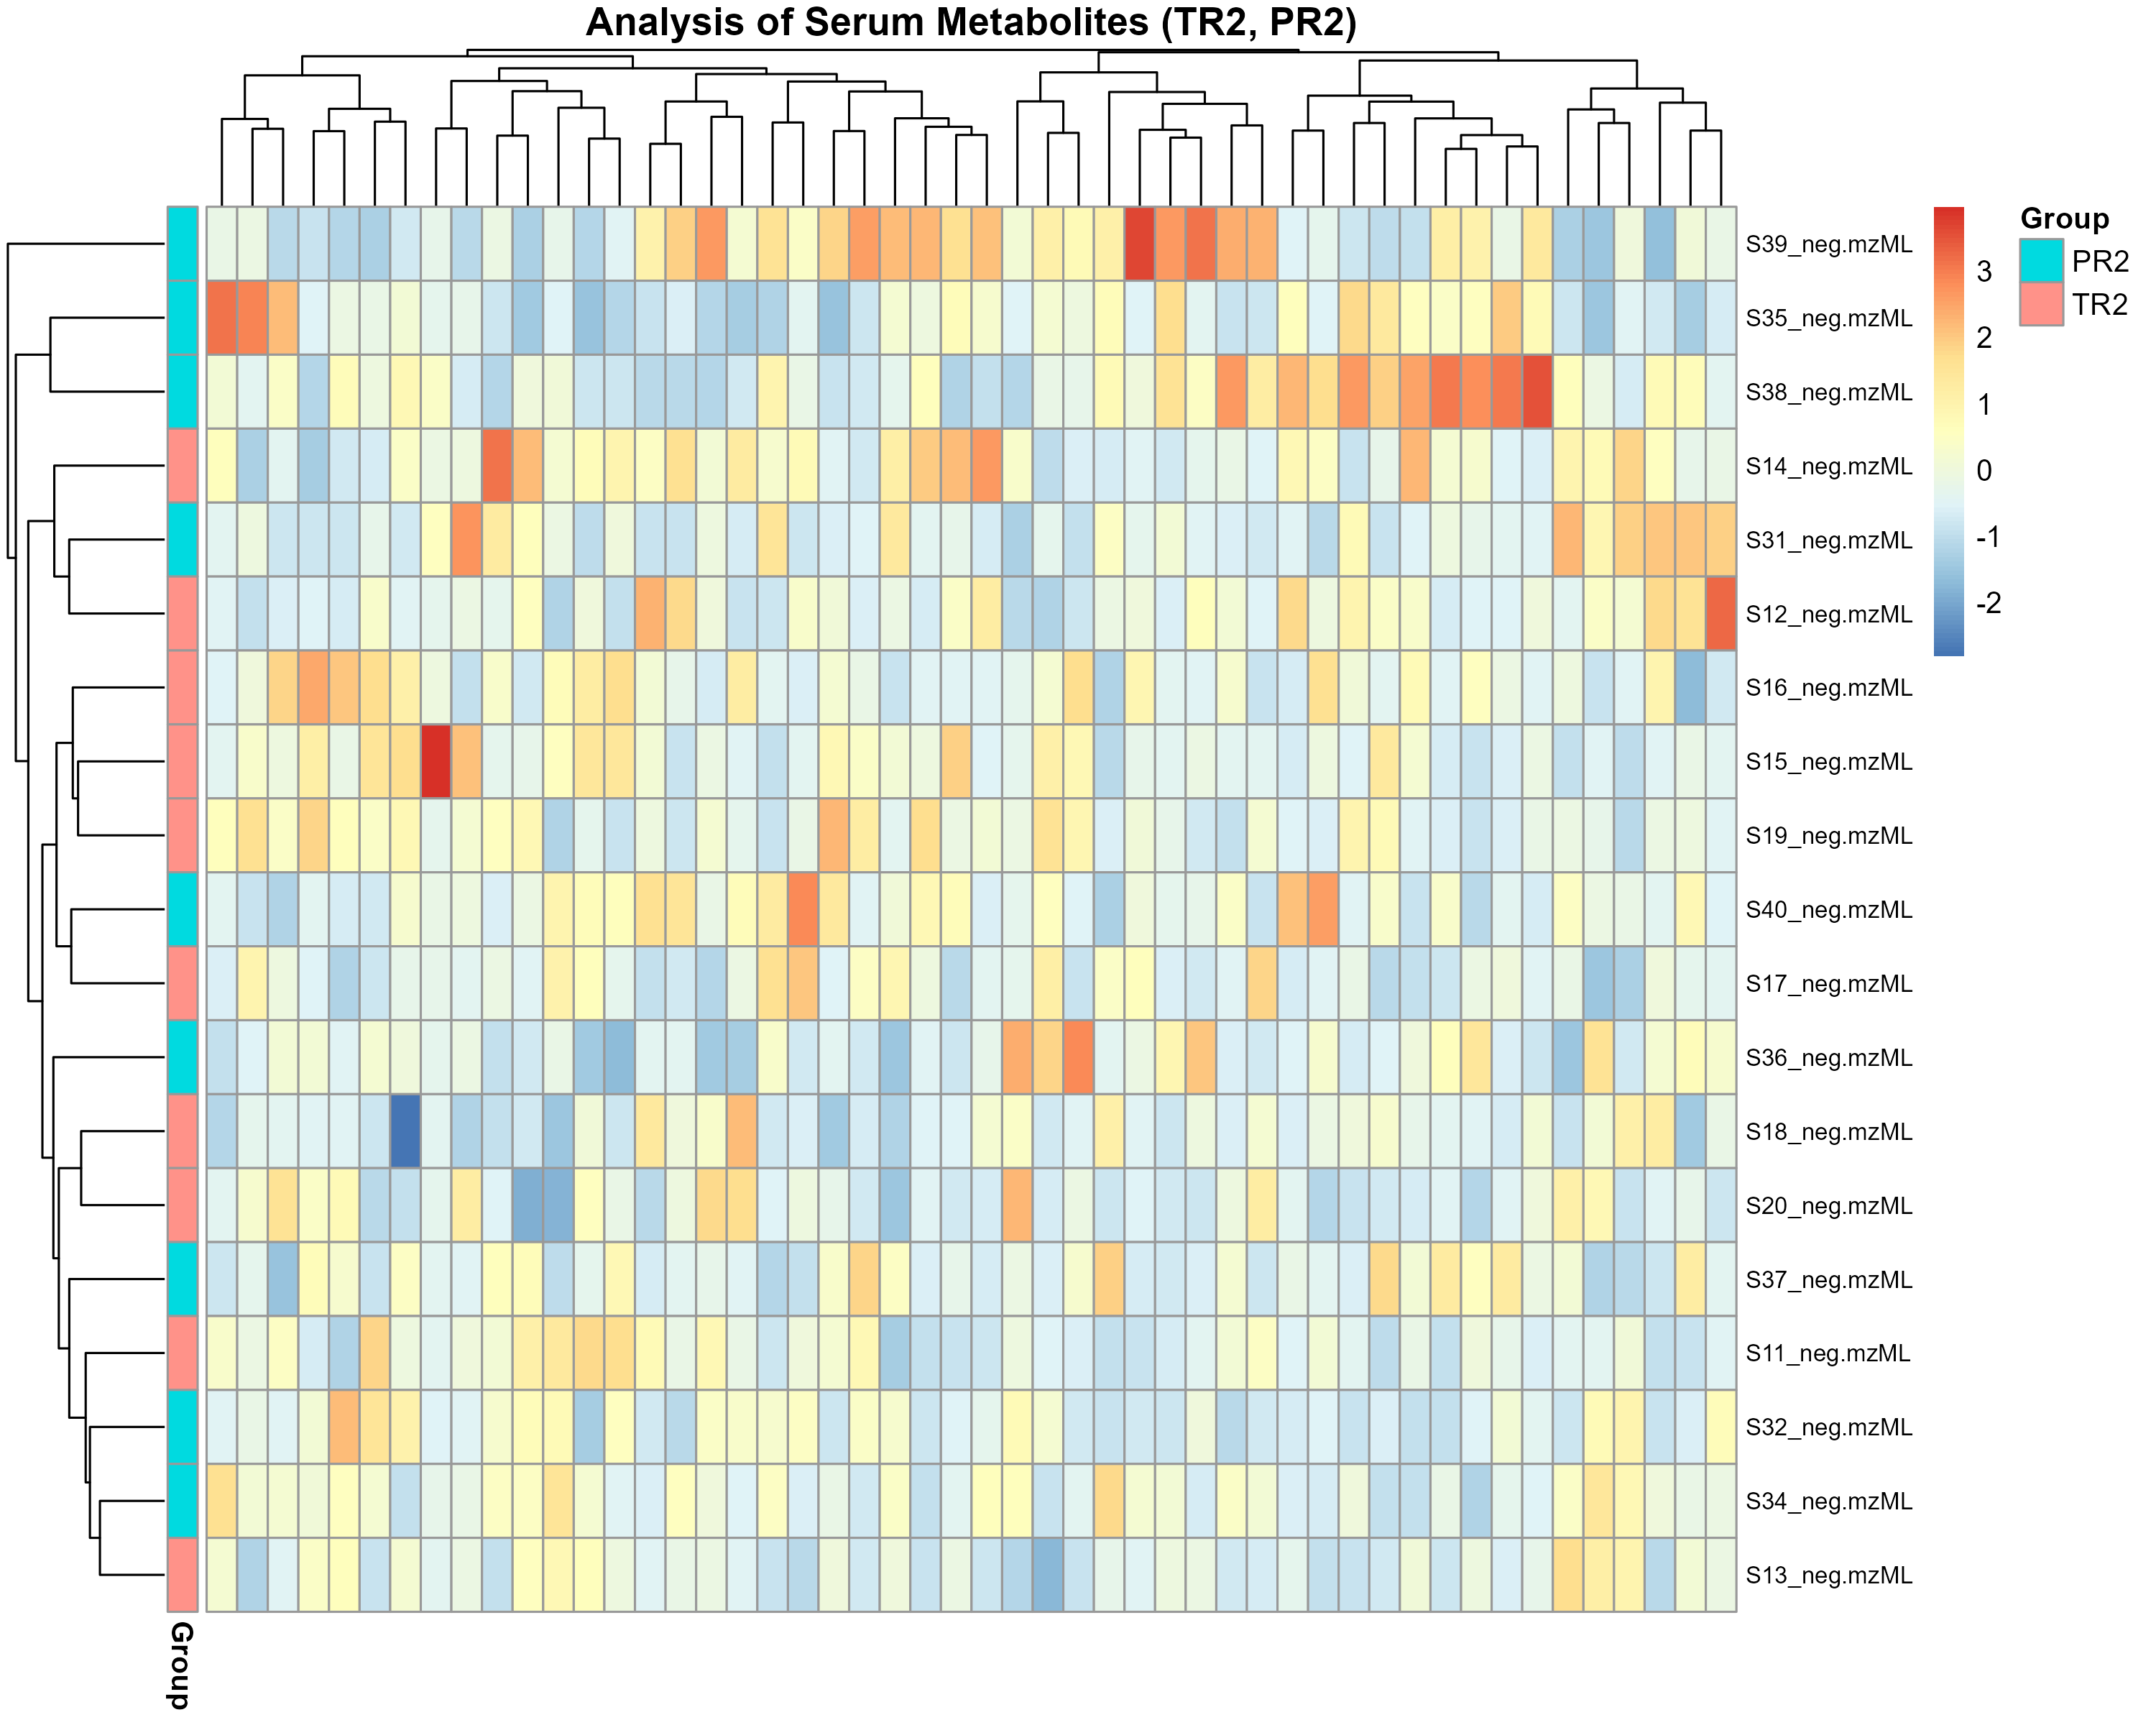 Analysis of Serum Metabolites (TR2, PR2)
S39_neg.mzML
S35_neg.mzML
S38_neg.mzML
S14_neg.mzML
S31_neg.mzML
S12_neg.mzML
S16_neg.mzML
S15_neg.mzML
S19_neg.mzML
S40_neg.mzML
S17_neg.mzML
S36_neg.mzML
S18_neg.mzML
S20_neg.mzML
S37_neg.mzML
S11_neg.mzML
S32_neg.mzML
S34_neg.mzML
S13_neg.mzML
3
2
1
0
-1
-2
Group
PR2
TR2
Group